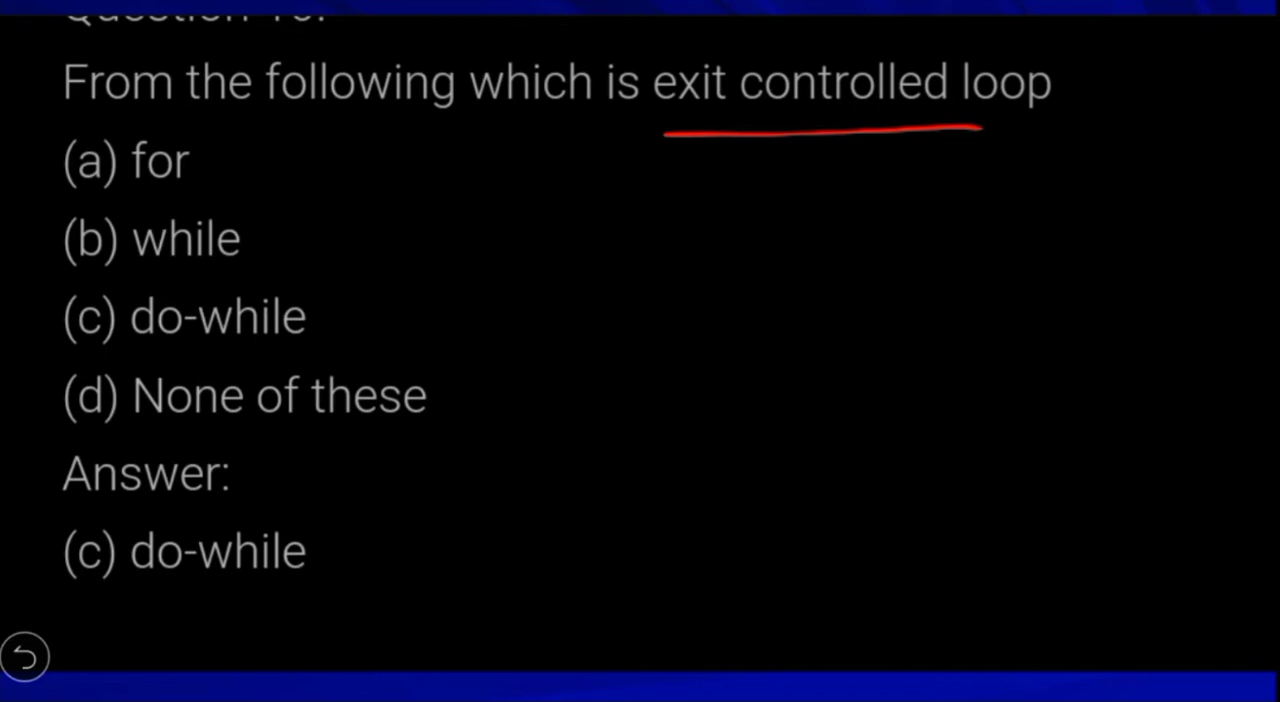 From the following which is exit controlled loop
(a) for
(b) while
(c) do-while
(d) None of these
Answer:
(c) do-while